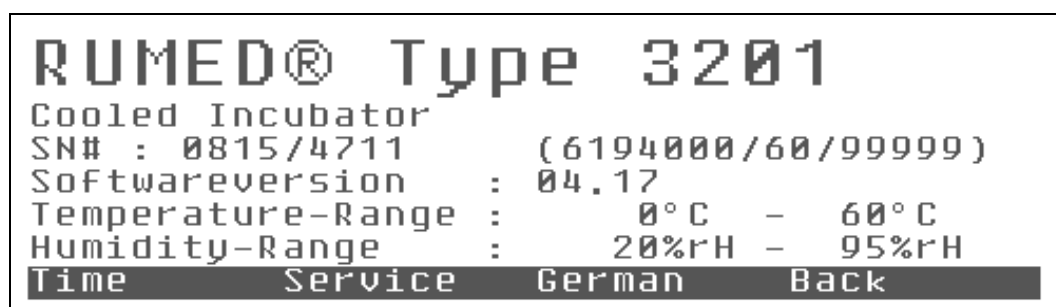 RUMED® Type 3201
Cooled Incubator
SN# : 0815/4711 (6194000/60/99999)
Softwareversion : 04.17
Temperature-Range : 0°C - 60°C
Humidity-Range : 20%rH - 95%rH
Time Service German Back